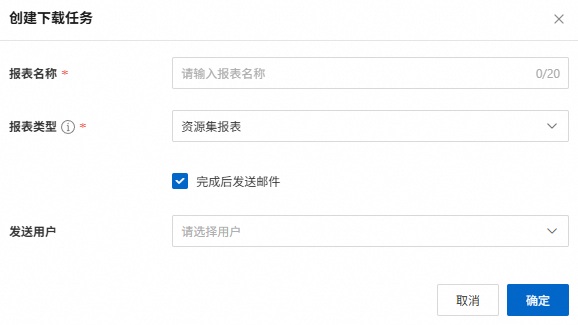 创建下载任务
报表名称 * 请输入报表名称 0/20
报表类型 * 资源集报表
完成后发送邮件
发送用户 请选择用户
取消 确定